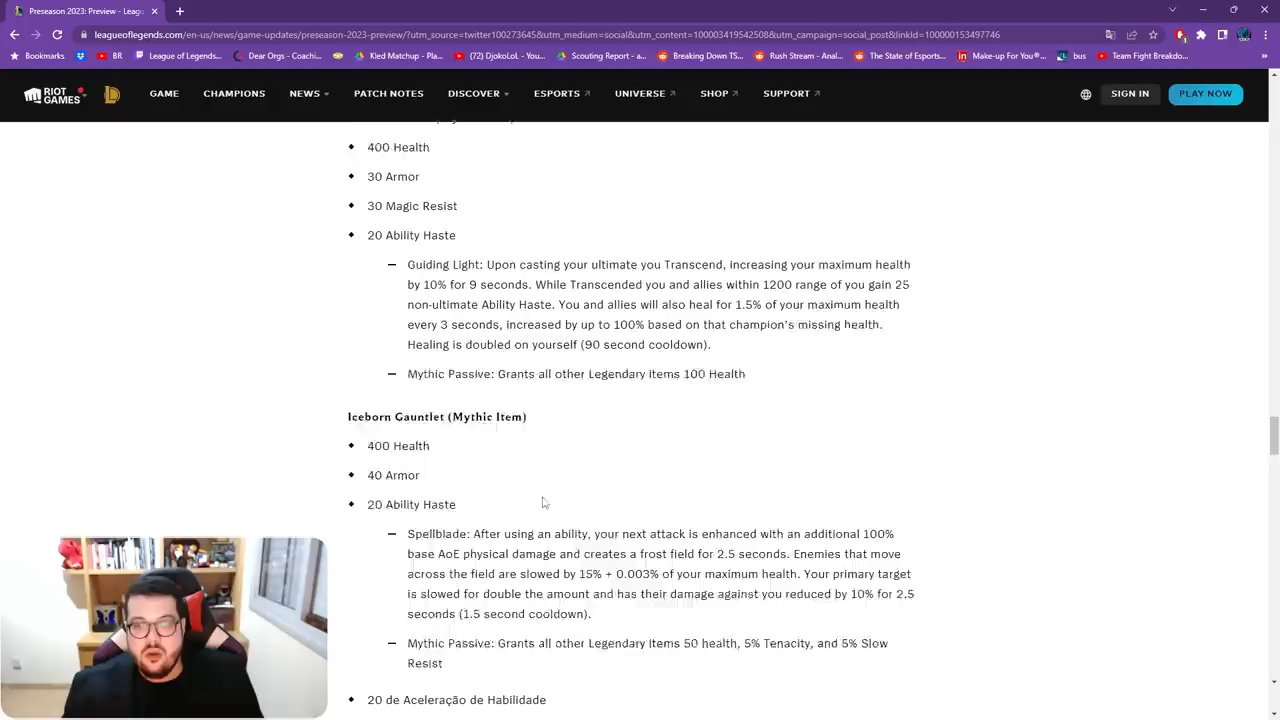 Preseason 2023: Preview - Leag
leagueoflegends.com/en-us/news/game-updates/preseason-2023-preview/?utm_source=twitter100273645&utm_medium=social&utm_content=100003419542508&utm_campaign=social_post&linkId=100000153497746
Bookmarks BR League of Legends... Dear Orgs - Coachi... Kled Matchup - Pla... (72) DjokoLoL - You... Scouting Report - a... Breaking Down TS... Rush Stream - Anal... The State of Esports... Make-up For You®... bus Team Fight Breakdo...
RIOT GAMES GAME CHAMPIONS NEWS PATCH NOTES DISCOVER ESPORTS UNIVERSE SHOP SUPPORT SIGN IN PLAY NOW
400 Health
30 Armor
30 Magic Resist
20 Ability Haste
Guiding Light: Upon casting your ultimate you Transcend, increasing your maximum health
by 10% for 9 seconds. While Transcended you and allies within 1200 range of you gain 25
non-ultimate Ability Haste. You and allies will also heal for 1.5% of your maximum health
every 3 seconds, increased by up to 100% based on that champion's missing health.
Healing is doubled on yourself (90 second cooldown).
Mythic Passive: Grants all other Legendary items 100 Health
Iceborn Gauntlet (Mythic Item)
400 Health
40 Armor
20 Ability Haste
Spellblade: After using an ability, your next attack is enhanced with an additional 100%
base AoE physical damage and creates a frost field for 2.5 seconds. Enemies that move
across the field are slowed by 15% + 0.003% of your maximum health. Your primary target
is slowed for double the amount and has their damage against you reduced by 10% for 2.5
seconds (1.5 second cooldown).
Mythic Passive: Grants all other Legendary Items 50 health, 5% Tenacity, and 5% Slow
Resist
20 de Aceleração de Habilidade